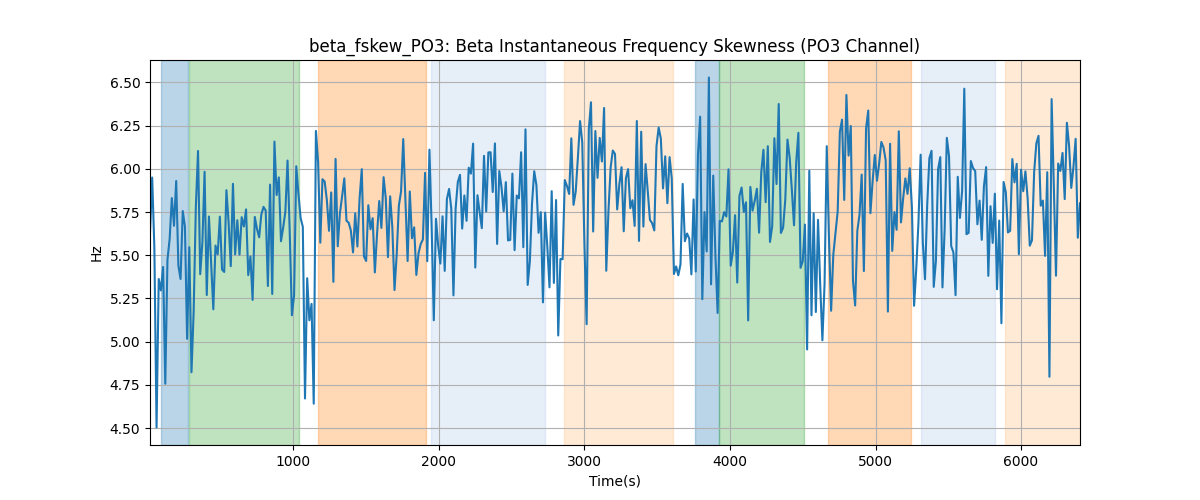 beta_fskew_PO3: Beta Instantaneous Frequency Skewness (PO3 Channel)
6.50
6.25
6.00
5.75
5.50
5.25
5.00
4.75
4.50
Hz
1000 2000 3000 4000 5000 6000
Time(s)